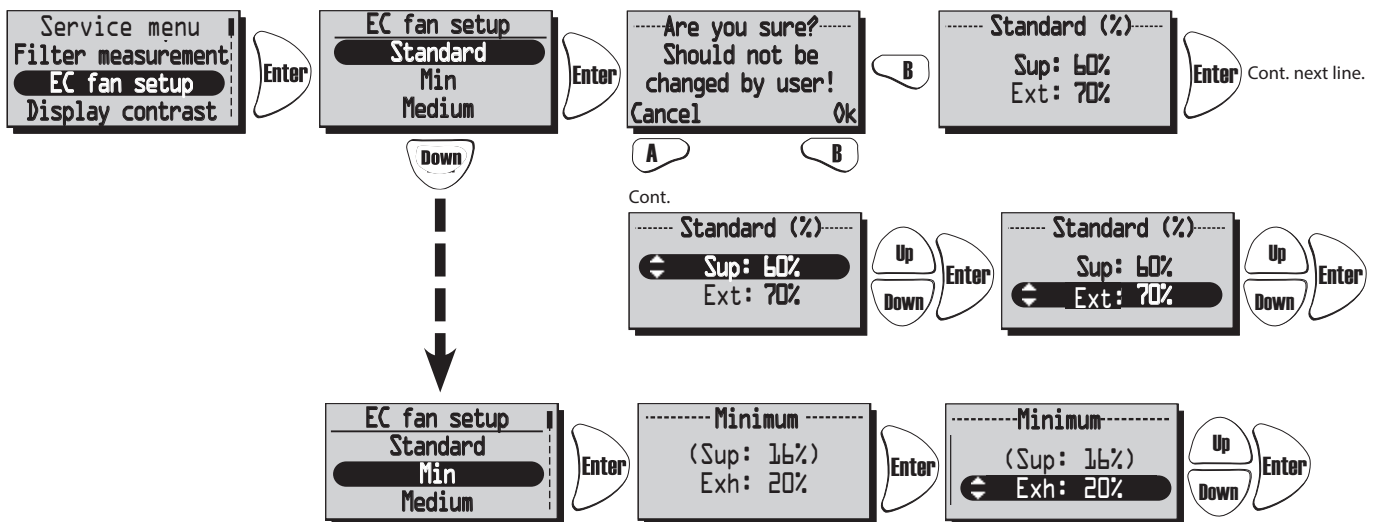 Service menu
Filter measurement
EC fan setup
Display contrast
Enter
EC fan setup
Standard
Min
Medium
Enter
Down
Are you sure?
Should not be
changed by user!
Cancel Ok
A B
B
Standard (%)
Sup: 60%
Ext: 70%
Enter
Cont. next line.
Cont.
Standard (%)
Sup: 60%
Ext: 70%
Up
Down
Enter
Standard (%)
Sup: 60%
Ext: 70%
Up
Down
Enter
EC fan setup
Standard
Min
Medium
Enter
Minimum
(Sup: 16%)
Exh: 20%
Enter
Minimum
(Sup: 16%)
Exh: 20%
Up
Down
Enter